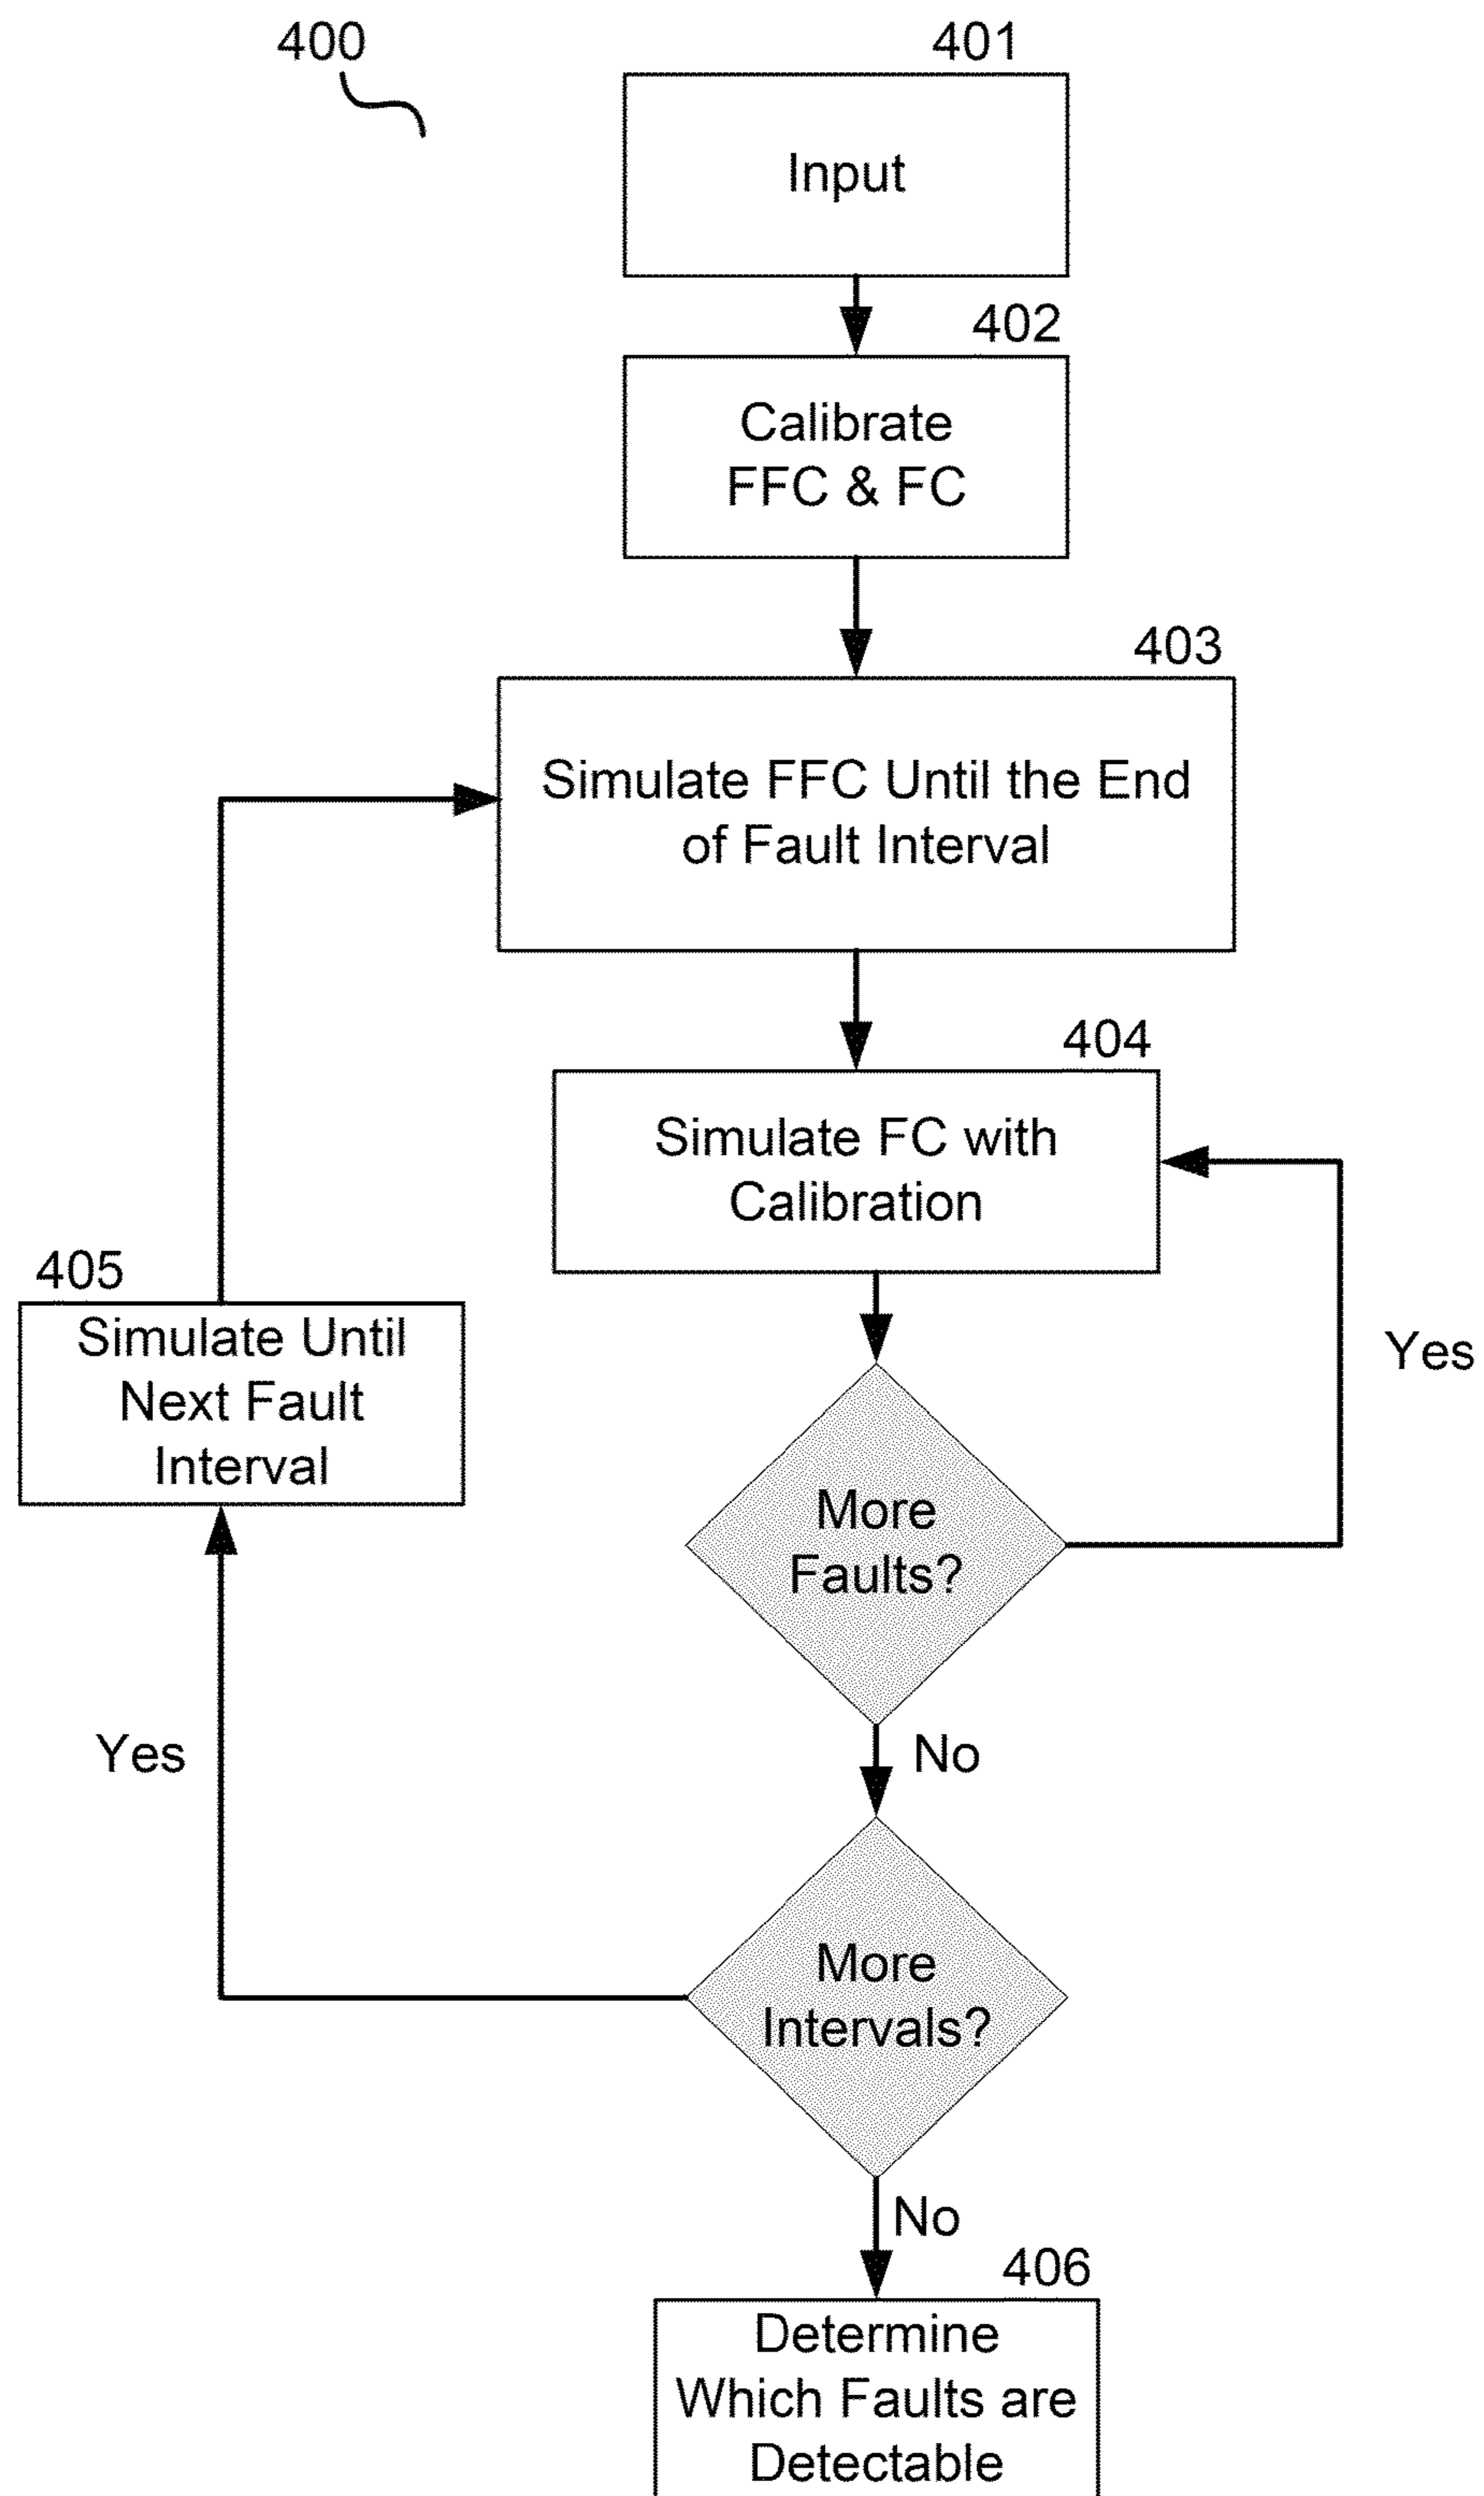 400
401
Input
402
Calibrate
FFC & FC
403
Simulate FFC Until the End
of Fault Interval
404
Simulate FC with
Calibration
405
Simulate Until
Next Fault
Interval
Yes
More
Faults?
Yes
No
More
Intervals?
No
406
Determine
Which Faults are
Detectable